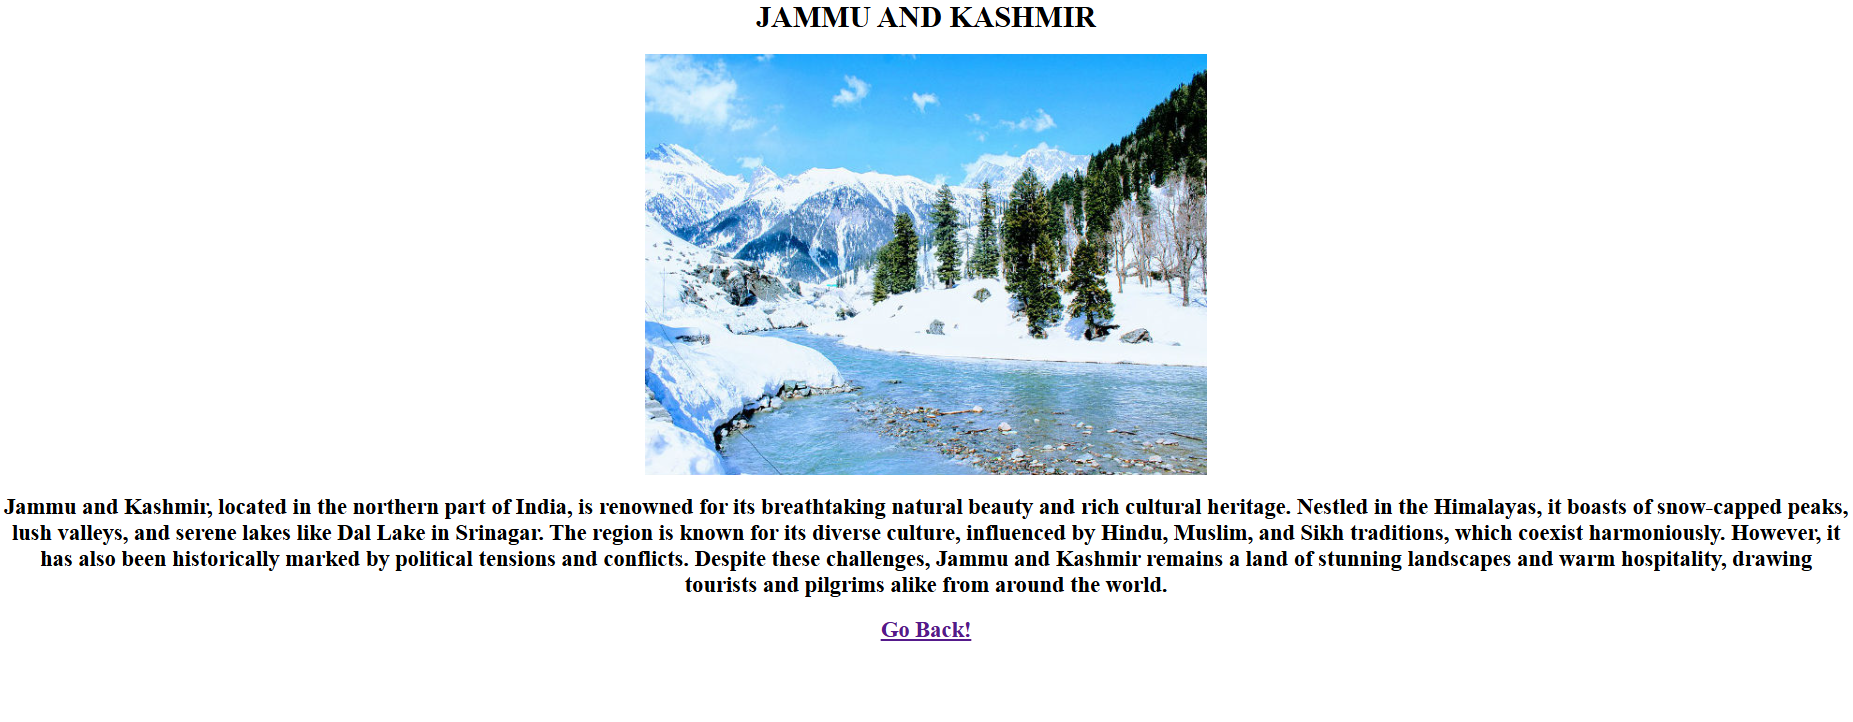 JAMMU AND KASHMIR
Jammu and Kashmir, located in the northern part of India, is renowned for its breathtaking natural beauty and rich cultural heritage. Nestled in the Himalayas, it boasts of snow-capped peaks,
lush valleys, and serene lakes like Dal Lake in Srinagar. The region is known for its diverse culture, influenced by Hindu, Muslim, and Sikh traditions, which coexist harmoniously. However, it
has also been historically marked by political tensions and conflicts. Despite these challenges, Jammu and Kashmir remains a land of stunning landscapes and warm hospitality, drawing
tourists and pilgrims alike from around the world.
Go Back!